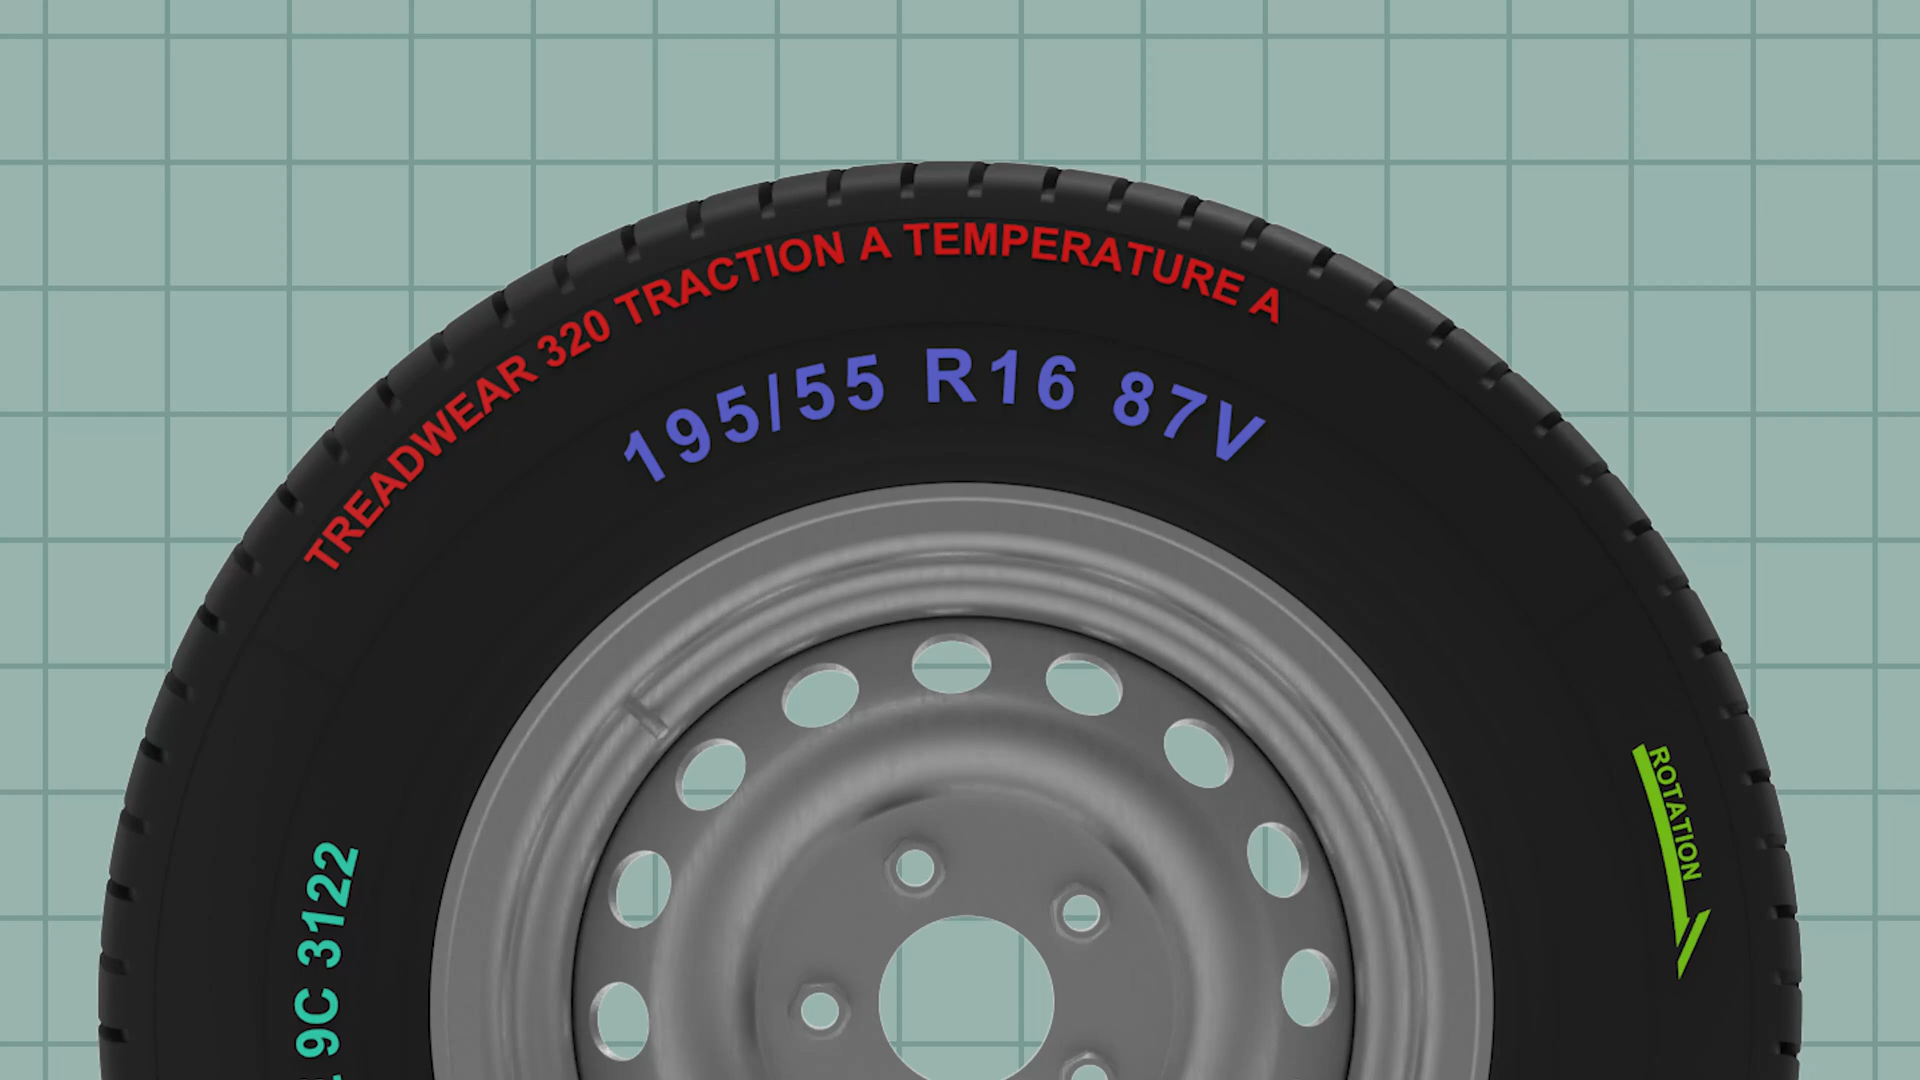 TREADWEAR 320 TRACTION A TEMPERATURE A
195/55 R16 87V
ROTATION
9C 3122